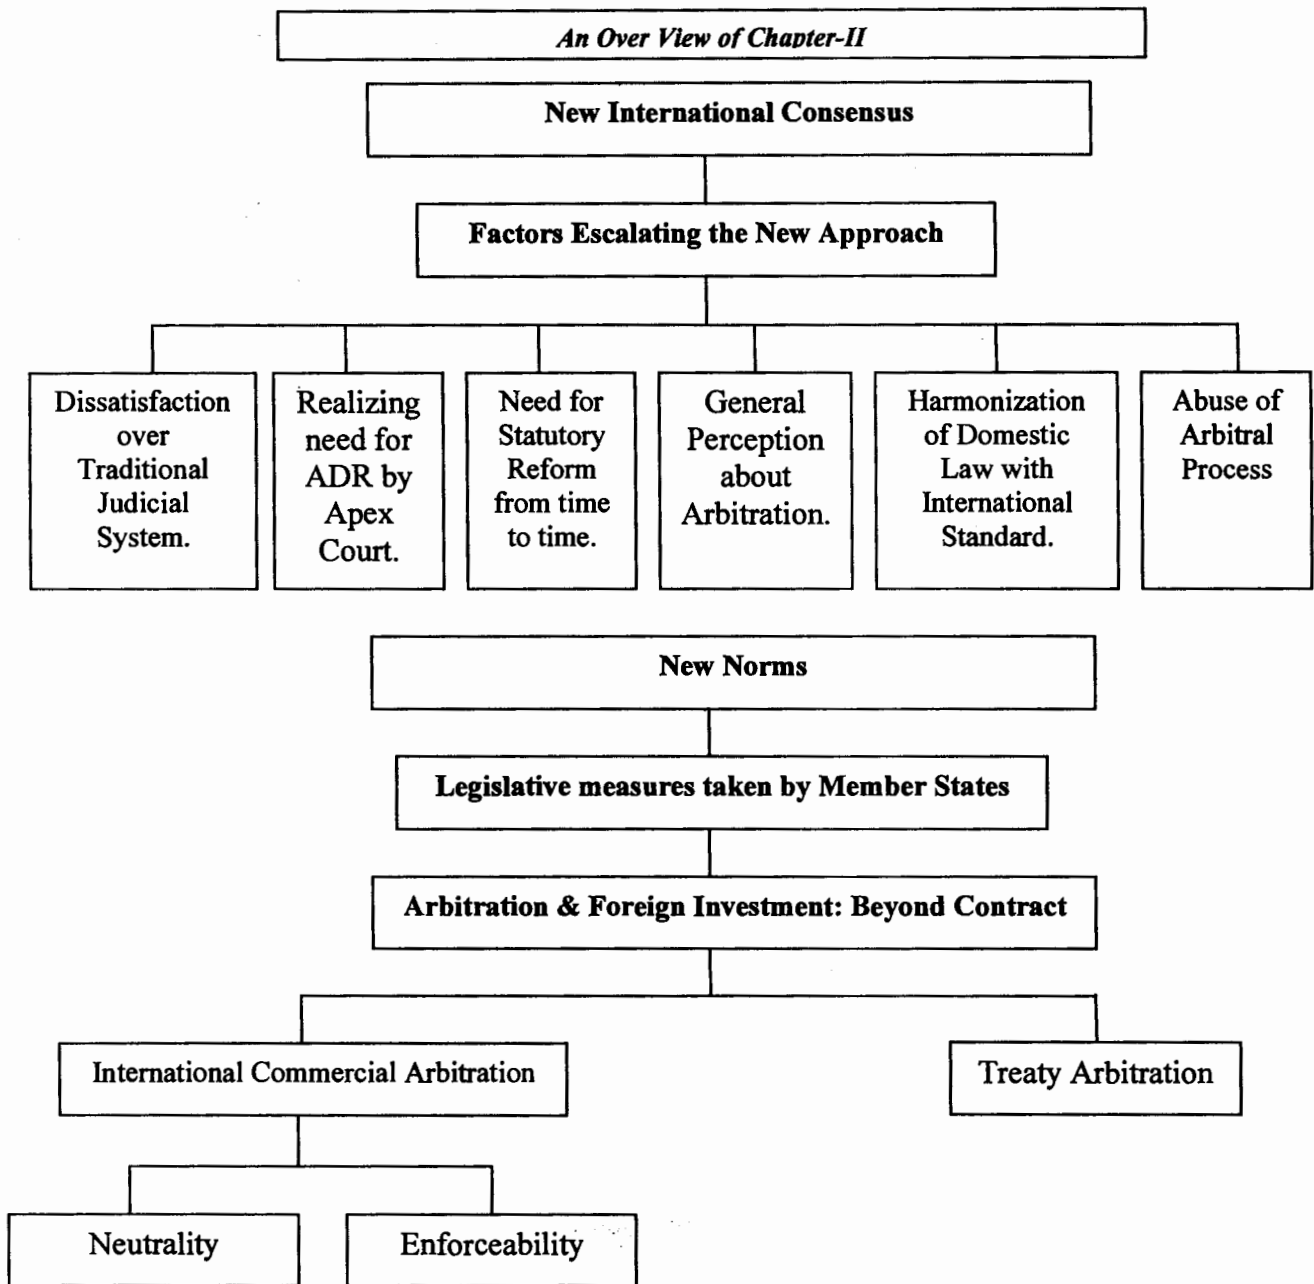 An Over View of Chapter-II
New International Consensus
Factors Escalating the New Approach
Dissatisfaction
over
Traditional
Judicial
System.
Realizing
need for
ADR by
Apex
Court.
Need for
Statutory
Reform
from time
to time.
General
Perception
about
Arbitration.
Harmonization
of Domestic
Law with
International
Standard.
Abuse of
Arbitral
Process
New Norms
Legislative measures taken by Member States
Arbitration & Foreign Investment: Beyond Contract
International Commercial Arbitration
Treaty Arbitration
Neutrality
Enforceability